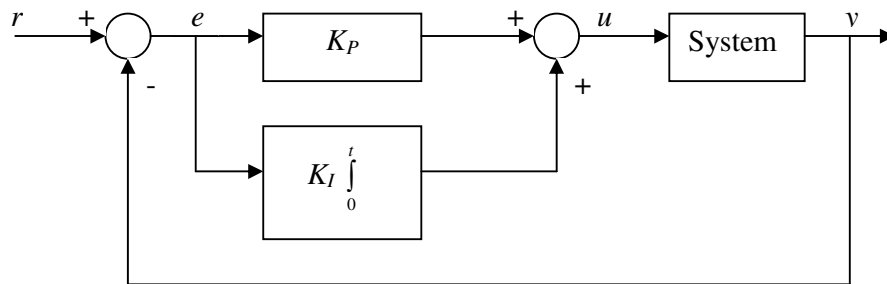 r
+
e
K_P
+
u
System
v
-
+
K_I ∫_0^t